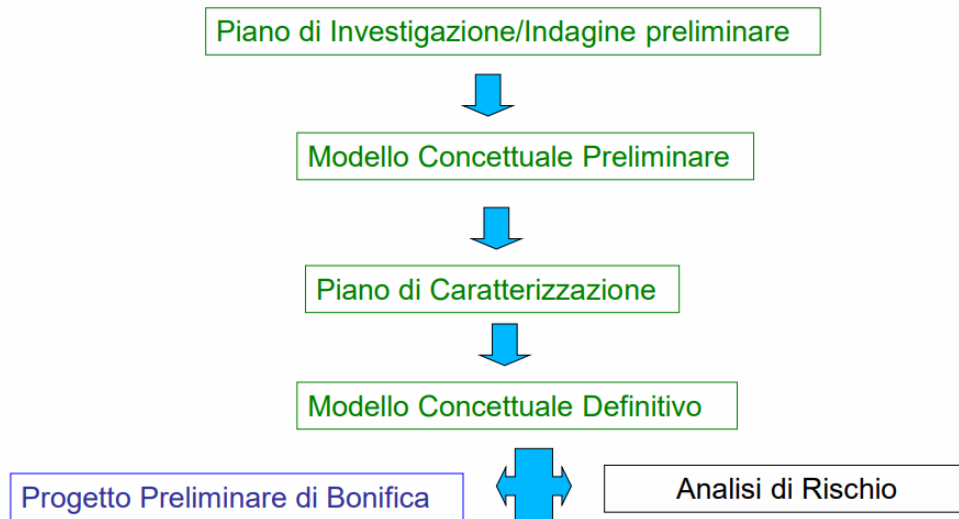 Piano di Investigazione/Indagine preliminare
Modello Concettuale Preliminare
Piano di Caratterizzazione
Modello Concettuale Definitivo
Progetto Preliminare di Bonifica
Analisi di Rischio